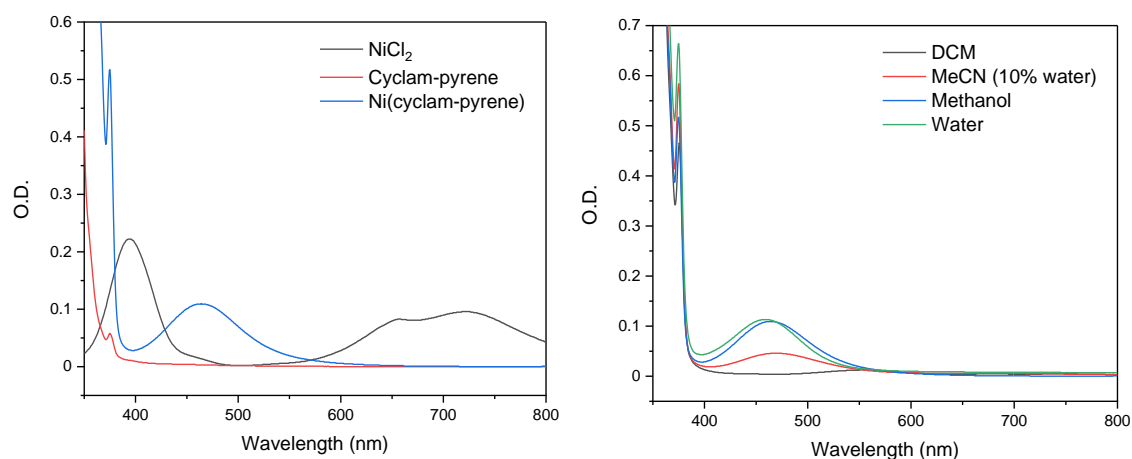 0.6
0.5
0.4
0.3
0.2
0.1
0
O.D.
400
500
600
700
800
Wavelength (nm)
NiCl₂
Cyclam-pyrene
Ni(cyclam-pyrene)
0.7
0.6
0.5
0.4
0.3
0.2
0.1
0
O.D.
400
500
600
700
800
Wavelength (nm)
DCM
MeCN (10% water)
Methanol
Water